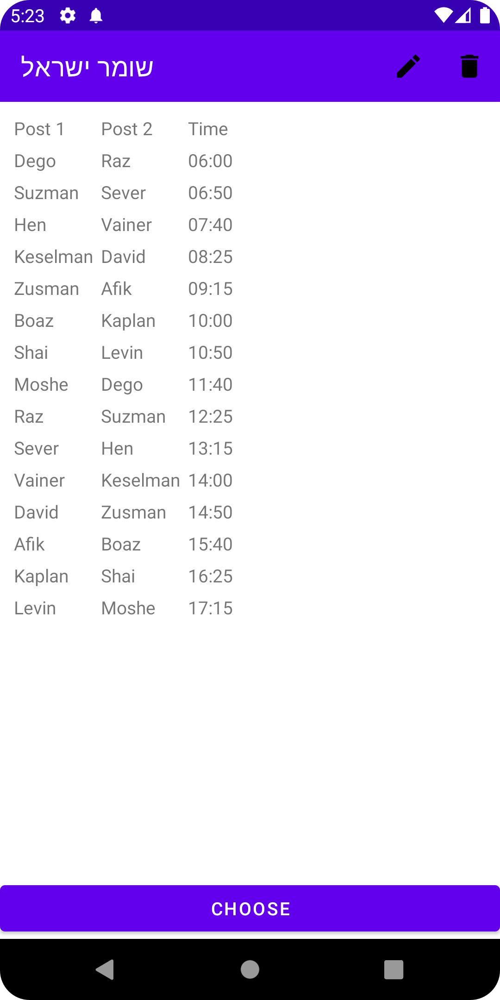 5:23
שומר ישראל
Post 1 Post 2 Time
Dego Raz 06:00
Suzman Sever 06:50
Hen Vainer 07:40
Keselman David 08:25
Zusman Afik 09:15
Boaz Kaplan 10:00
Shai Levin 10:50
Moshe Dego 11:40
Raz Suzman 12:25
Sever Hen 13:15
Vainer Keselman 14:00
David Zusman 14:50
Afik Boaz 15:40
Kaplan Shai 16:25
Levin Moshe 17:15
CHOOSE